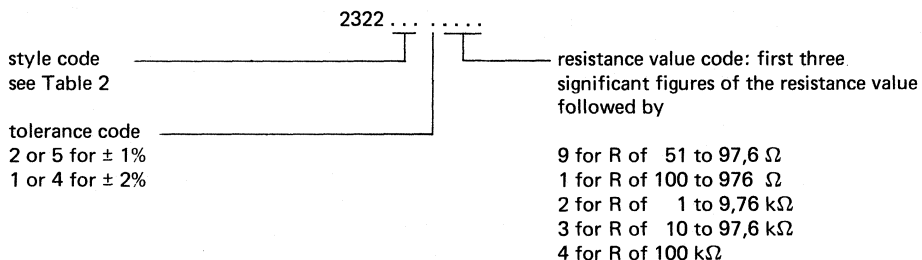 2322 ... . ....
style code
see Table 2
tolerance code
2 or 5 for ± 1%
1 or 4 for ± 2%
resistance value code: first three
significant figures of the resistance value
followed by
9 for R of 51 to 97,6 Ω
1 for R of 100 to 976 Ω
2 for R of 1 to 9,76 kΩ
3 for R of 10 to 97,6 kΩ
4 for R of 100 kΩ